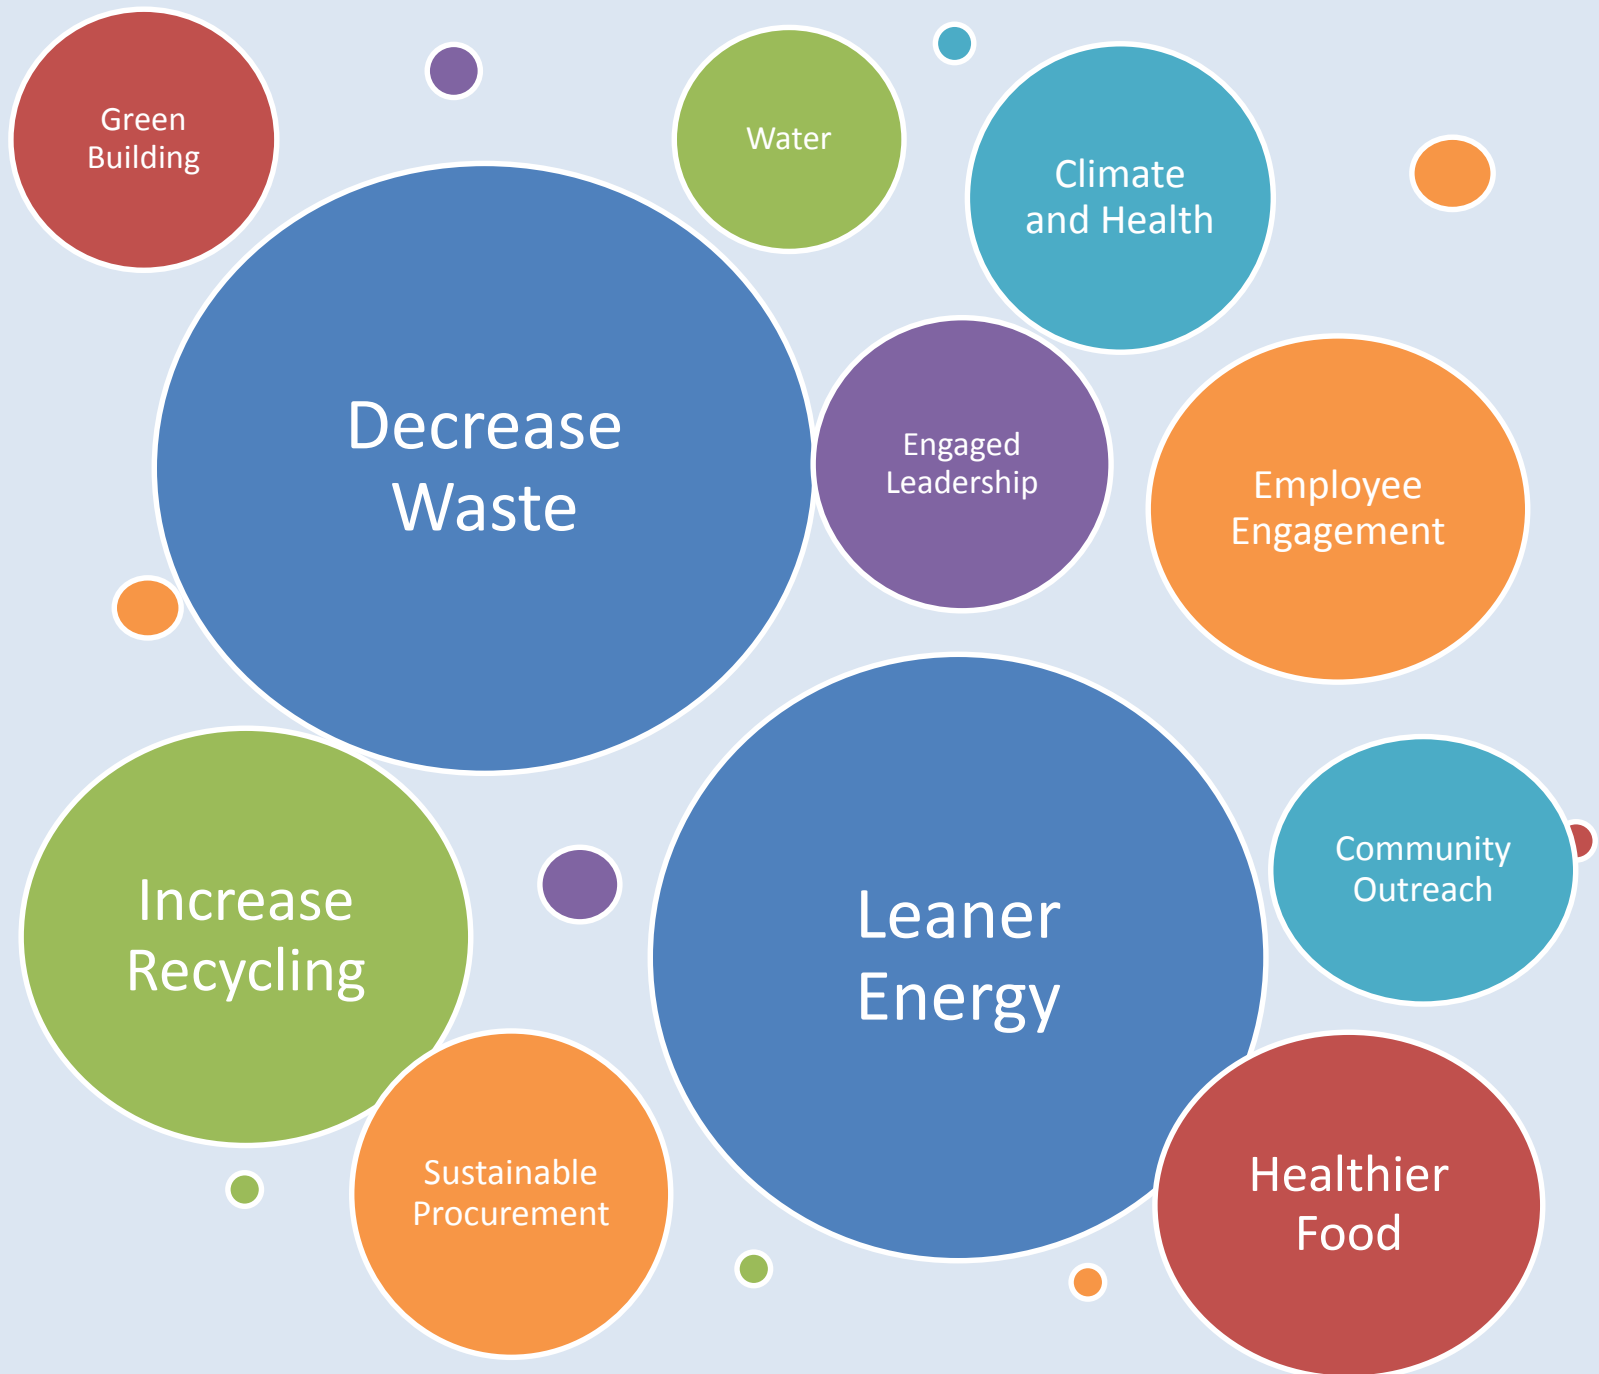 Green
Building
Water
Climate
and Health
Decrease
Waste
Engaged
Leadership
Employee
Engagement
Increase
Recycling
Leaner
Energy
Community
Outreach
Sustainable
Procurement
Healthier
Food